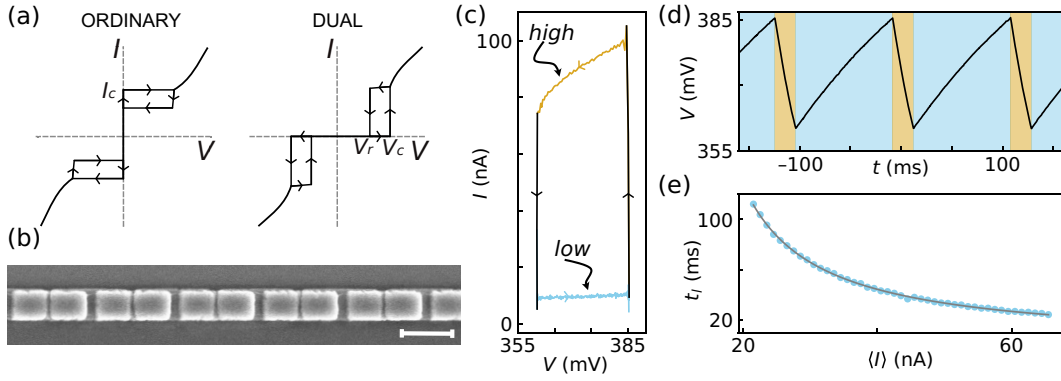 (a)
ORDINARY
I
I_c
V
DUAL
I
V_r
V_c
V
(b)
(c)
100
I (nA)
0
high
low
355
385
V (mV)
(d)
385
V (mV)
355
−100
t (ms)
100
(e)
100
t_l (ms)
20
20
⟨I⟩ (nA)
60